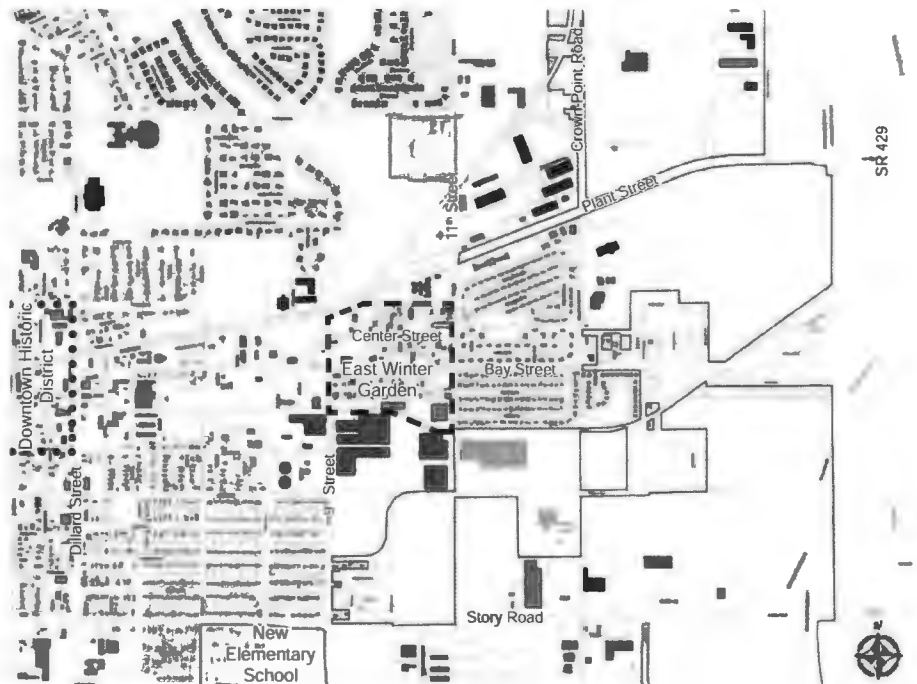 Crown Point Road
SR 429
Plant Street
11th Street
Downtown Historic
District
Center Street
East Winter
Garden
Bay Street
Dillard Street
Street
Story Road
New
Elementary
School